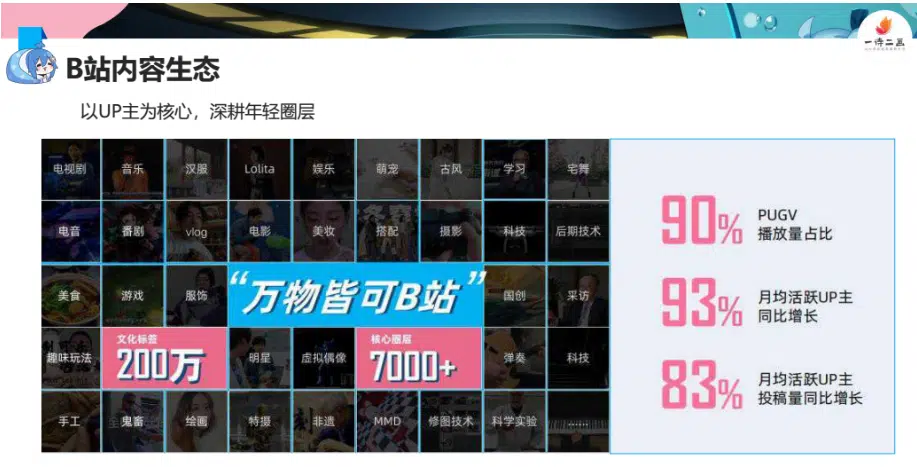 一诗二画
B站内容生态
以UP主为核心，深耕年轻圈层
电视剧 音乐 汉服 Lolita 娱乐 萌宠 古风 学习 宅舞
电音 番剧 vlog 电影 美妆 搭配 摄影 科技 后期技术
美食 游戏 服饰 “万物皆可B站” 国创 采访
趣味玩法 文化标签 200万 明星 虚拟偶像 核心圈层 7000+ 弹奏 科技
手工 鬼畜 绘画 特摄 非遗 MMD 修图技术 科学实验 ……
90% PUGV
播放量占比
93% 月均活跃UP主
同比增长
83% 月均活跃UP主
投稿量同比增长